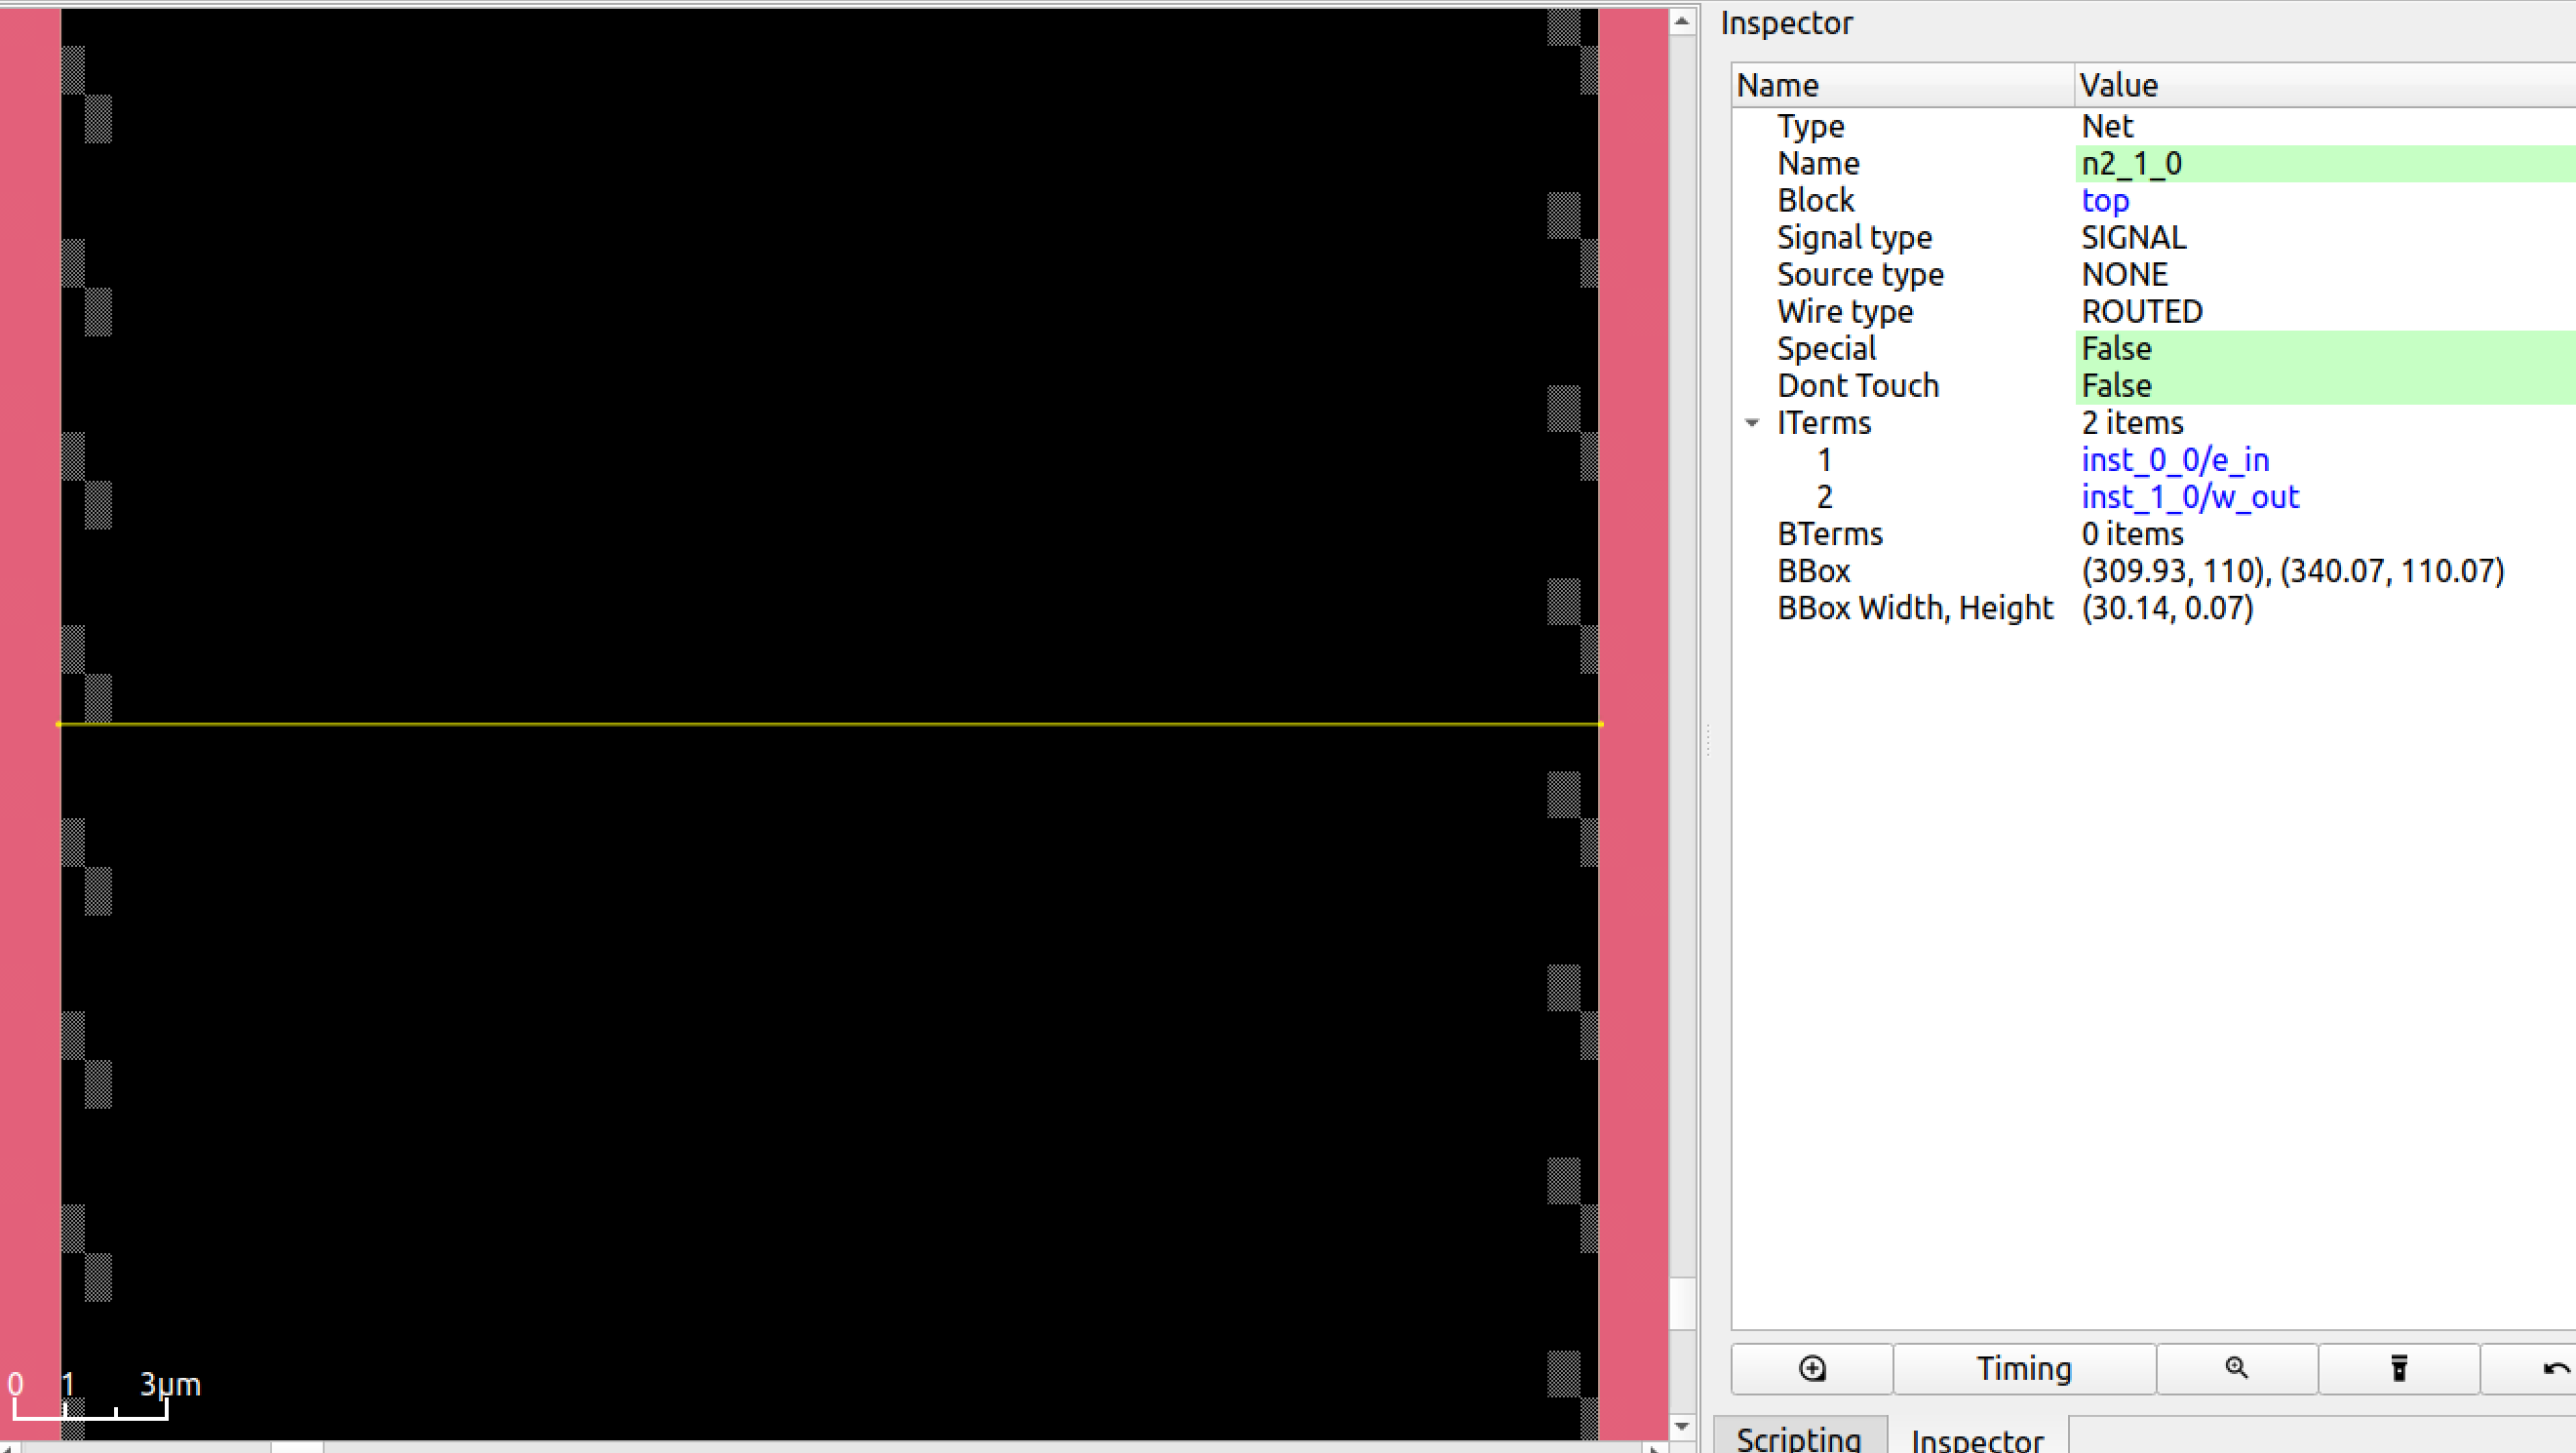 Inspector
Name Value
Type Net
Name n2_1_0
Block top
Signal type SIGNAL
Source type NONE
Wire type ROUTED
Special False
Dont Touch False
ITerms 2 items
1 inst_0_0/e_in
2 inst_1_0/w_out
BTerms 0 items
BBox (309.93, 110), (340.07, 110.07)
BBox Width, Height (30.14, 0.07)
0 1 3μm
Timing
Scripting Inspector